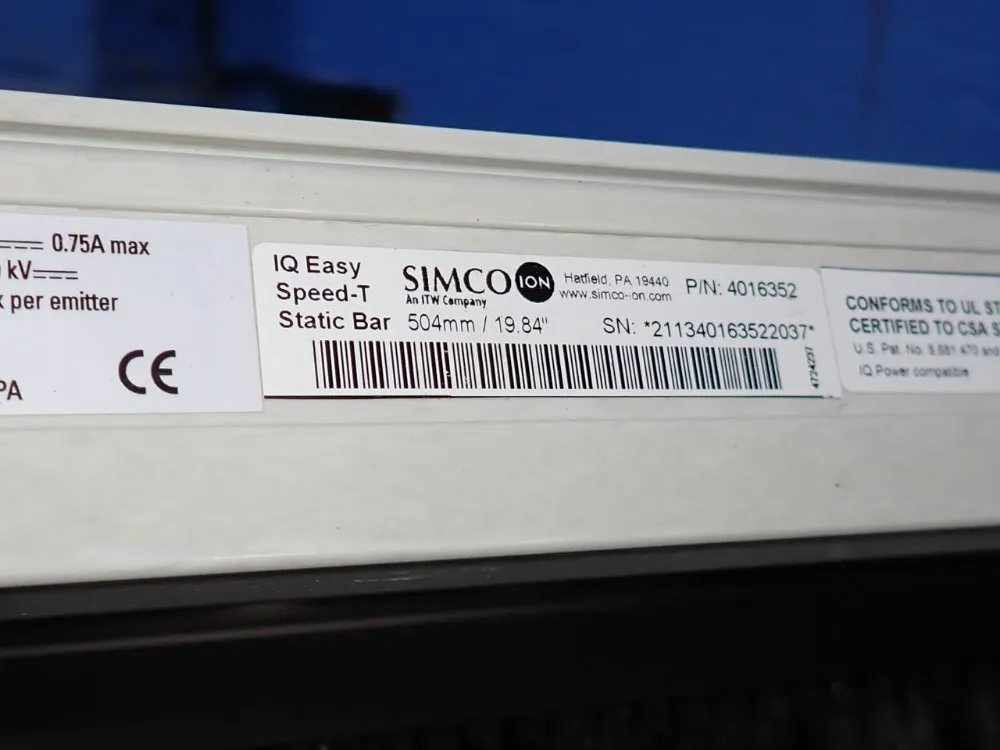 0.75A max
kV
per emitter
PA
CE
IQ Easy
Speed-T
Static Bar
SIMCO ION
An ITW Company
Hatfield, PA 19440
www.simco-ion.com
P/N: 4016352
504mm / 19.84"
SN: *211340163522037*
4724237
CONFORMS TO UL
CERTIFIED TO CSA
U.S. Pat. No.
IQ Power compatible